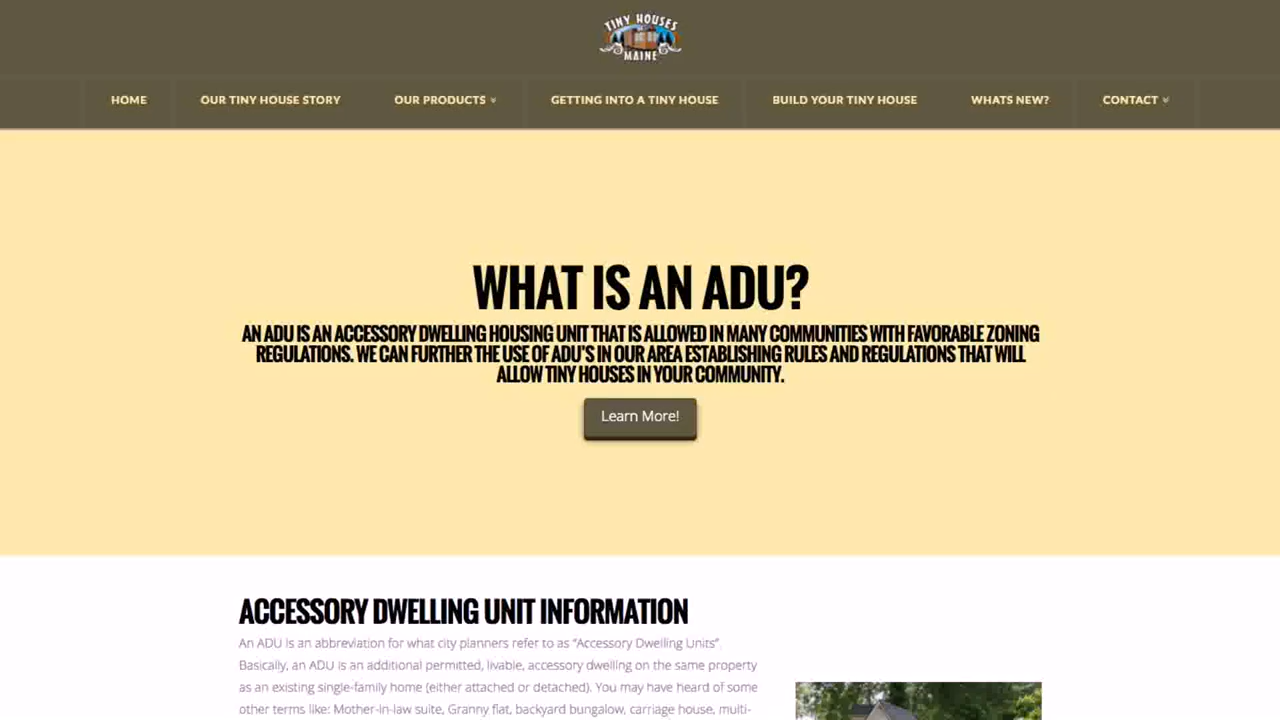 TINY HOUSES
MAINE
HOME OUR TINY HOUSE STORY OUR PRODUCTS GETTING INTO A TINY HOUSE BUILD YOUR TINY HOUSE WHATS NEW? CONTACT
WHAT IS AN ADU?
AN ADU IS AN ACCESSORY DWELLING HOUSING UNIT THAT IS ALLOWED IN MANY COMMUNITIES WITH FAVORABLE ZONING
REGULATIONS. WE CAN FURTHER THE USE OF ADU'S IN OUR AREA ESTABLISHING RULES AND REGULATIONS THAT WILL
ALLOW TINY HOUSES IN YOUR COMMUNITY.
Learn More!
ACCESSORY DWELLING UNIT INFORMATION
An ADU is an abbreviation for what city planners refer to as “Accessory Dwelling Units”.
Basically, an ADU is an additional permitted, livable, accessory dwelling on the same property
as an existing single-family home (either attached or detached). You may have heard of some
other terms like: Mother-in-law suite, Granny flat, backyard bungalow, carriage house, multi-